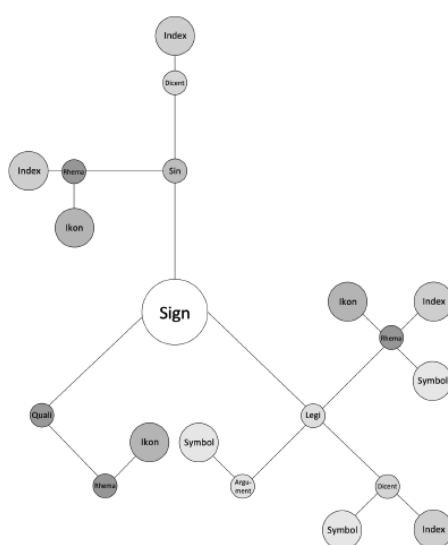 Index
Dicent
Index
Rhema
Sin
Ikon
Sign
Ikon
Index
Rhema
Symbol
Quali
Legi
Symbol
Ikon
Rhema
Argu-
ment
Dicent
Symbol
Index